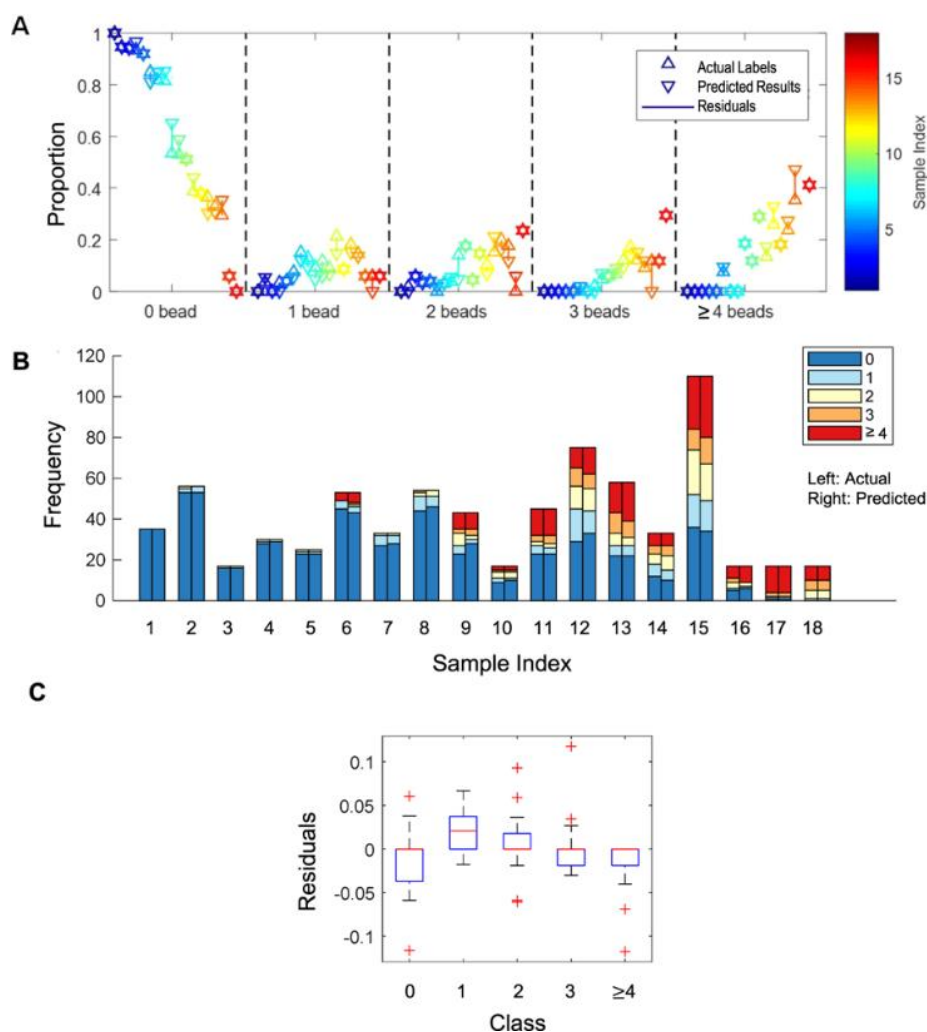 A
Proportion
1
0.8
0.6
0.4
0.2
0
0 bead
1 bead
2 beads
3 beads
≥ 4 beads
Actual Labels
Predicted Results
Residuals
15
10
5
Sample Index
B
Frequency
120
100
80
60
40
20
0
1 2 3 4 5 6 7 8 9 10 11 12 13 14 15 16 17 18
Sample Index
0
1
2
3
≥ 4
Left: Actual
Right: Predicted
C
Residuals
0.1
0.05
0
-0.05
-0.1
0 1 2 3 ≥4
Class